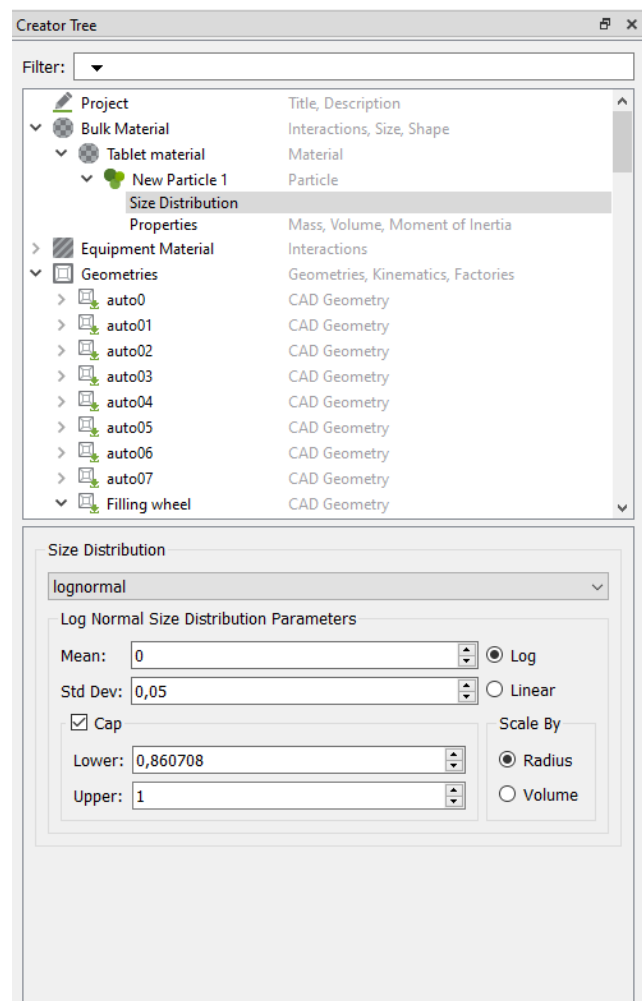 Creator Tree
Filter:
Project Title, Description
Bulk Material Interactions, Size, Shape
Tablet material Material
New Particle 1 Particle
Size Distribution
Properties Mass, Volume, Moment of Inertia
Equipment Material Interactions
Geometries Geometries, Kinematics, Factories
auto0 CAD Geometry
auto01 CAD Geometry
auto02 CAD Geometry
auto03 CAD Geometry
auto04 CAD Geometry
auto05 CAD Geometry
auto06 CAD Geometry
auto07 CAD Geometry
Filling wheel CAD Geometry
Size Distribution
lognormal
Log Normal Size Distribution Parameters
Mean: 0 Log
Std Dev: 0,05 Linear
Cap Scale By
Lower: 0,860708 Radius
Upper: 1 Volume